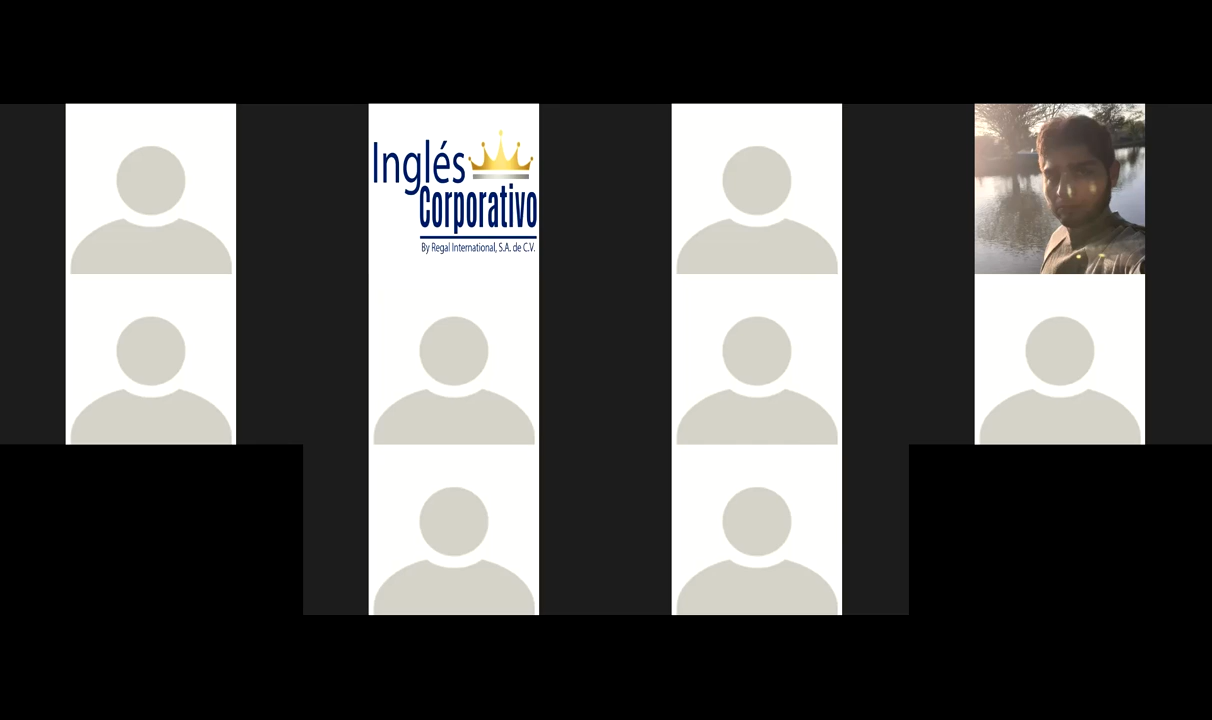 Inglés
Corporativo
By Regal International, S.A. de C.V.